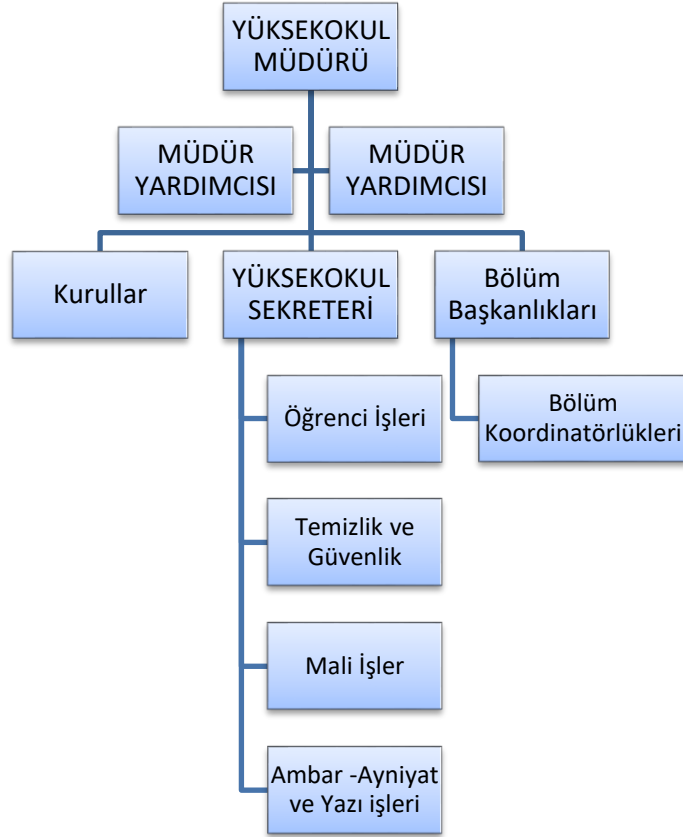 YÜKSEKOKUL
MÜDÜRÜ
MÜDÜR
YARDIMCISI
MÜDÜR
YARDIMCISI
Kurullar
YÜKSEKOKUL
SEKRETERİ
Bölüm
Başkanlıkları
Öğrenci İşleri
Bölüm
Koordinatörlükleri
Temizlik ve
Güvenlik
Mali İşler
Ambar -Ayniyat
ve Yazı işleri